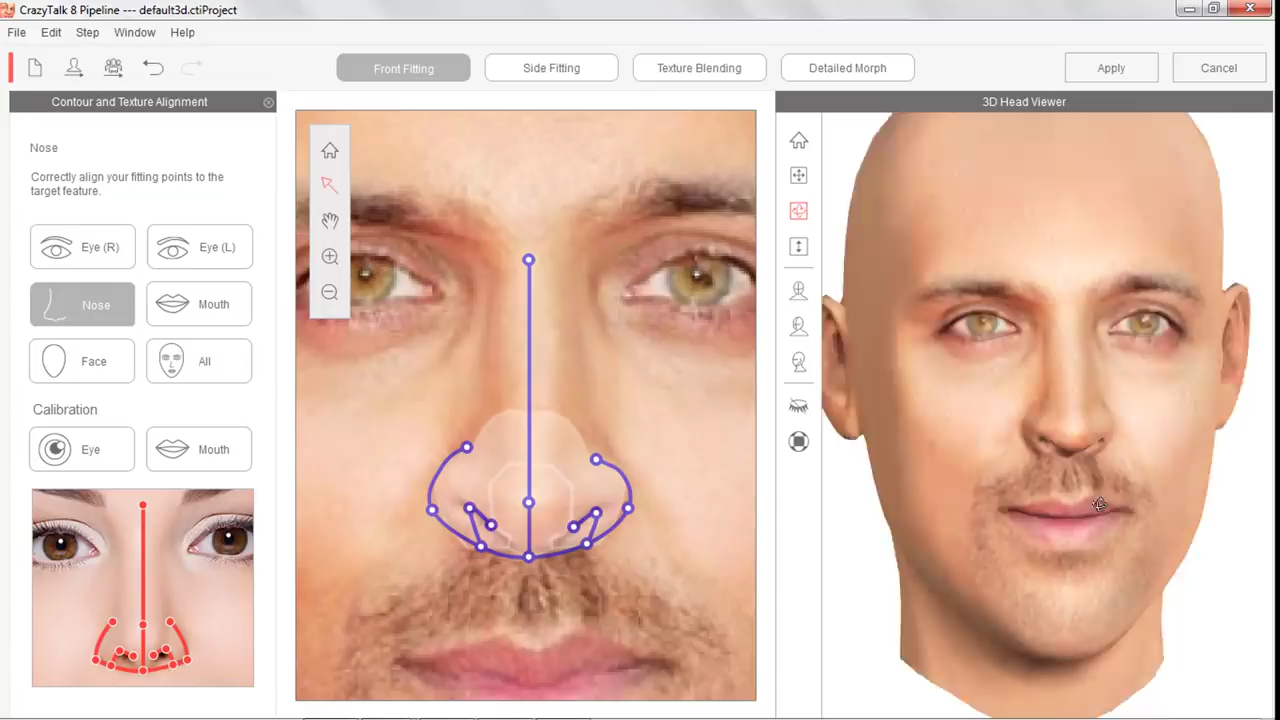 CrazyTalk 8 Pipeline --- default3d.ctiProject
File Edit Step Window Help
Front Fitting Side Fitting Texture Blending Detailed Morph Apply Cancel
Contour and Texture Alignment
3D Head Viewer
Nose
Correctly align your fitting points to the
target feature.
Eye (R) Eye (L)
Nose Mouth
Face All
Calibration
Eye Mouth